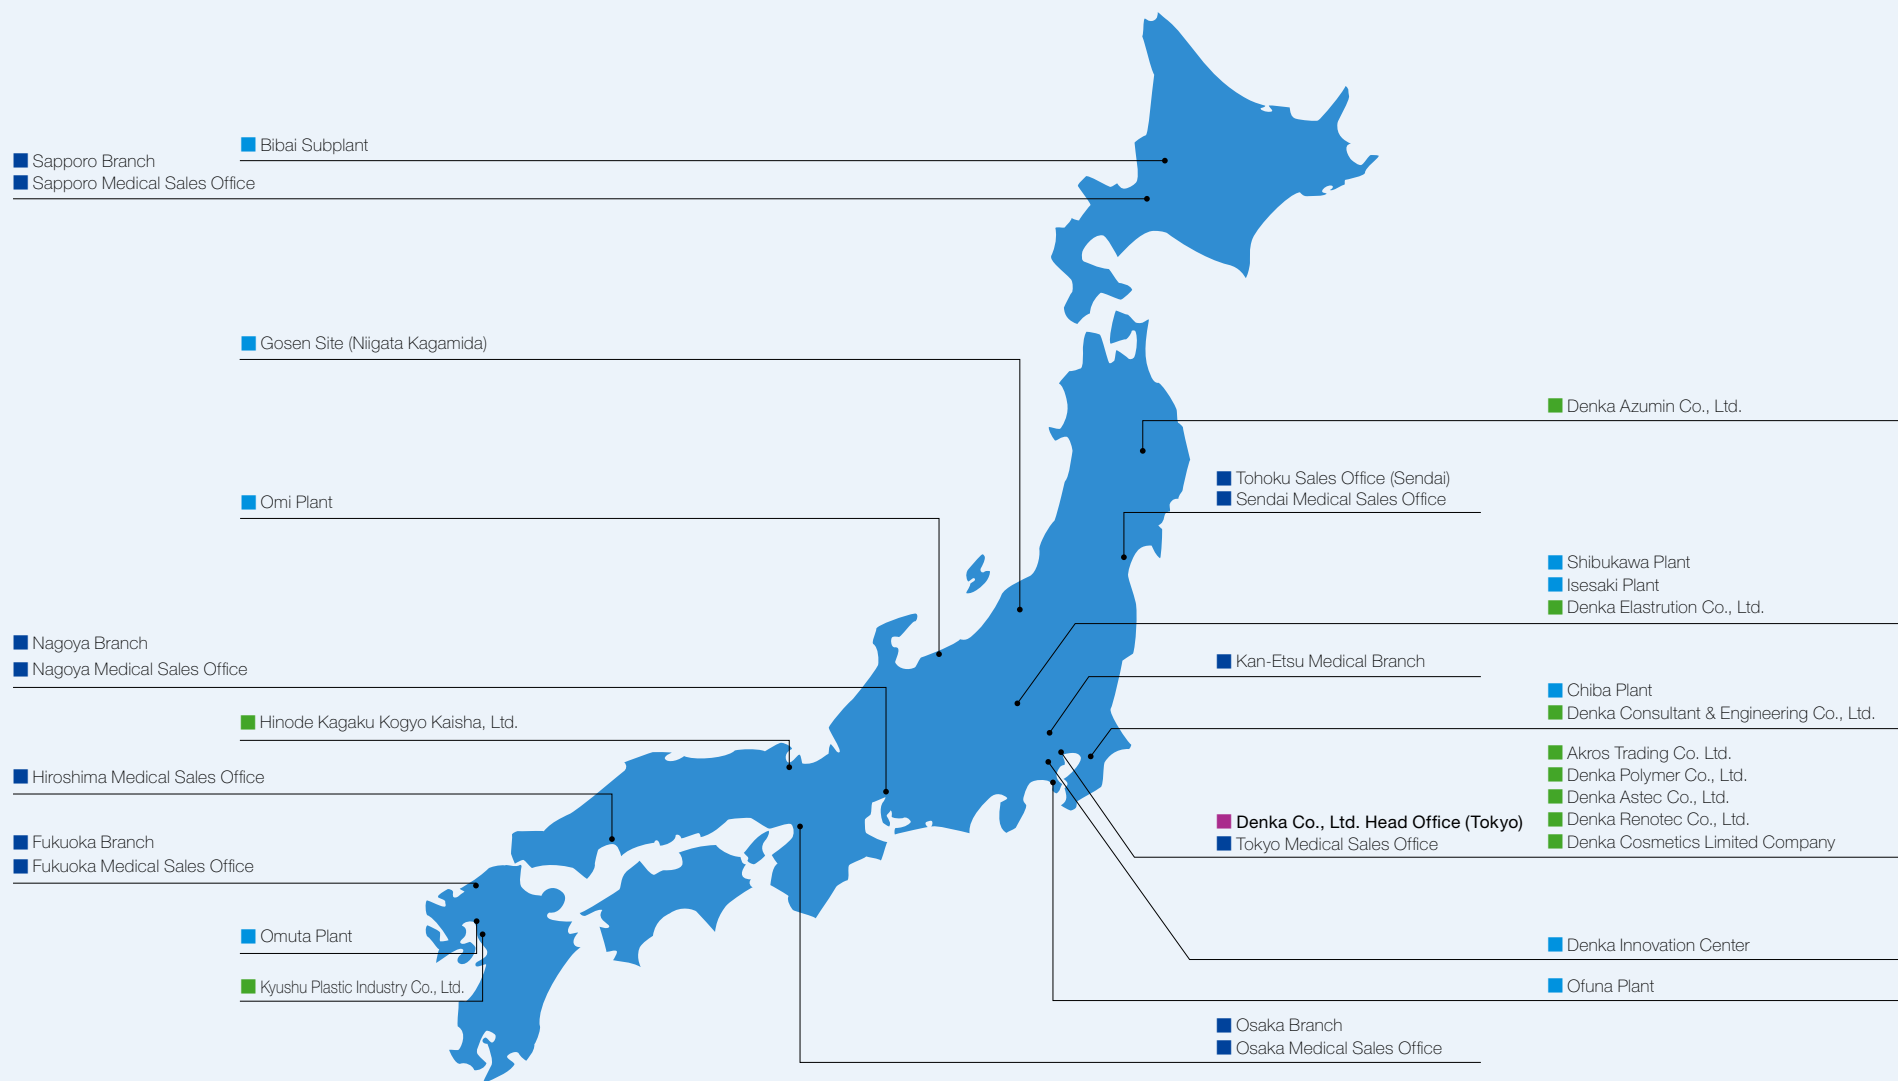 Bibai Subplant
Sapporo Branch
Sapporo Medical Sales Office
Gosen Site (Niigata Kagamida)
Omi Plant
Nagoya Branch
Nagoya Medical Sales Office
Hinode Kagaku Kogyo Kaisha, Ltd.
Hiroshima Medical Sales Office
Fukuoka Branch
Fukuoka Medical Sales Office
Omuta Plant
Kyushu Plastic Industry Co., Ltd.
Denka Azumin Co., Ltd.
Tohoku Sales Office (Sendai)
Sendai Medical Sales Office
Shibukawa Plant
Isesaki Plant
Denka Elastrution Co., Ltd.
Kan-Etsu Medical Branch
Chiba Plant
Denka Consultant & Engineering Co., Ltd.
Akros Trading Co. Ltd.
Denka Polymer Co., Ltd.
Denka Astec Co., Ltd.
Denka Renotec Co., Ltd.
Denka Cosmetics Limited Company
Denka Co., Ltd. Head Office (Tokyo)
Tokyo Medical Sales Office
Denka Innovation Center
Ofuna Plant
Osaka Branch
Osaka Medical Sales Office